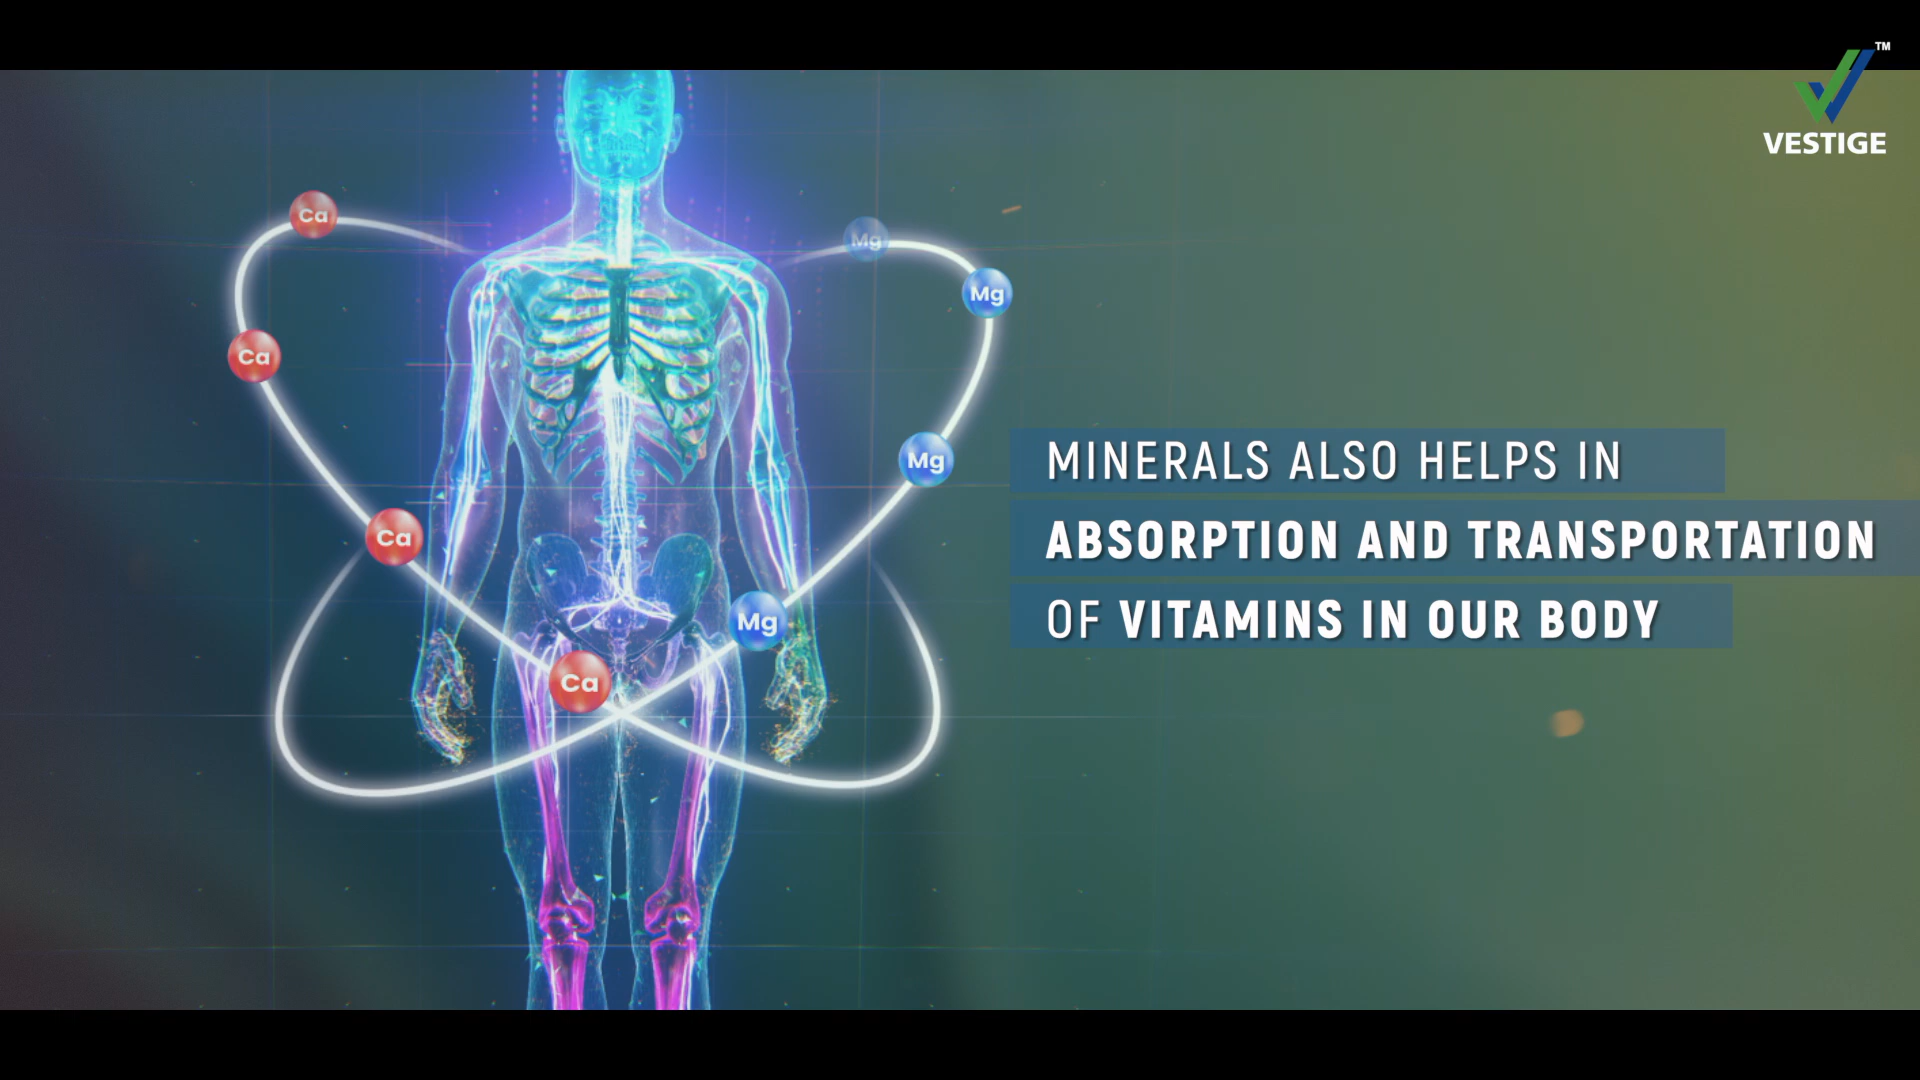 TM
VESTIGE
Ca
Mg
Mg
Ca
Mg
Ca
Mg
Ca
MINERALS ALSO HELPS IN
ABSORPTION AND TRANSPORTATION
OF VITAMINS IN OUR BODY